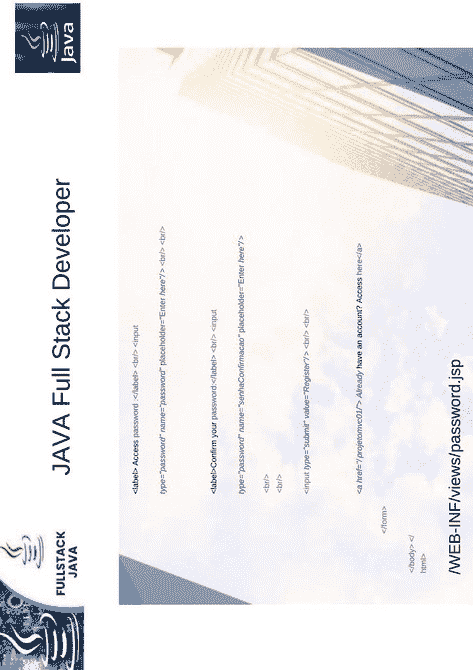 FULLSTACK
JAVA
JAVA Full Stack Developer
Java
<label> Access password :</label> <br/> <input
type="password" name="password" placeholder="Enter here"/> <br/> <br/>
<label>Confirm your password:</label> <br/> <input
type="password" name="senhaConfirmacao" placeholder="Enter here"/>
<br/>
<br/>
<input type="submit" value="Register"/> <br/> <br/>
<a href="/projetomvc01/"> Already have an account? Access here</a>
</form>
</body> </
html>
/WEB-INF/views/password.jsp